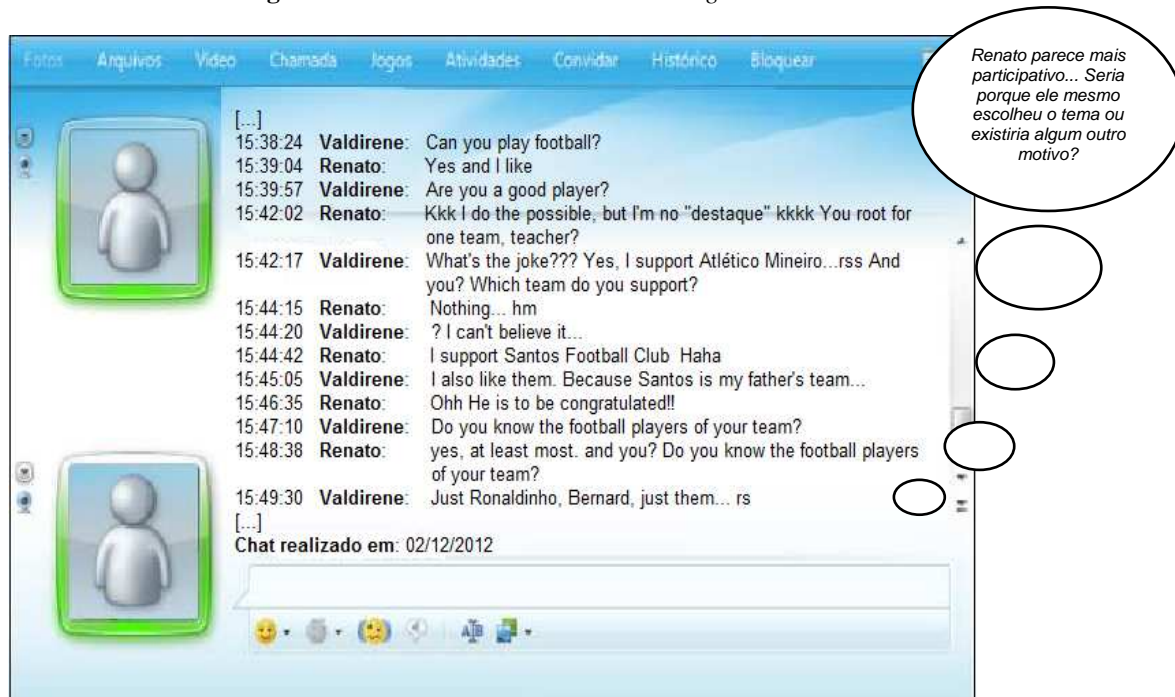 Fotos Arquivos Video Chamada Jogos Atividades Convidar Histórico Bloquear
Renato parece mais
participativo... Seria
porque ele mesmo
escolheu o tema ou
existiria algum outro
motivo?
[...]
15:38:24 Valdirene: Can you play football?
15:39:04 Renato: Yes and I like
15:39:57 Valdirene: Are you a good player?
15:42:02 Renato: Kkk I do the possible, but I'm no "destaque" kkkk You root for
one team, teacher?
15:42:17 Valdirene: What's the joke??? Yes, I support Atlético Mineiro...rss And
you? Which team do you support?
15:44:15 Renato: Nothing... hm
15:44:20 Valdirene: ? I can't believe it...
15:44:42 Renato: I support Santos Football Club Haha
15:45:05 Valdirene: I also like them. Because Santos is my father's team...
15:46:35 Renato: Ohh He is to be congratulated!!
15:47:10 Valdirene: Do you know the football players of your team?
15:48:38 Renato: yes, at least most. and you? Do you know the football players
of your team?
15:49:30 Valdirene: Just Ronaldinho, Bernard, just them... rs
[...]
Chat realizado em: 02/12/2012